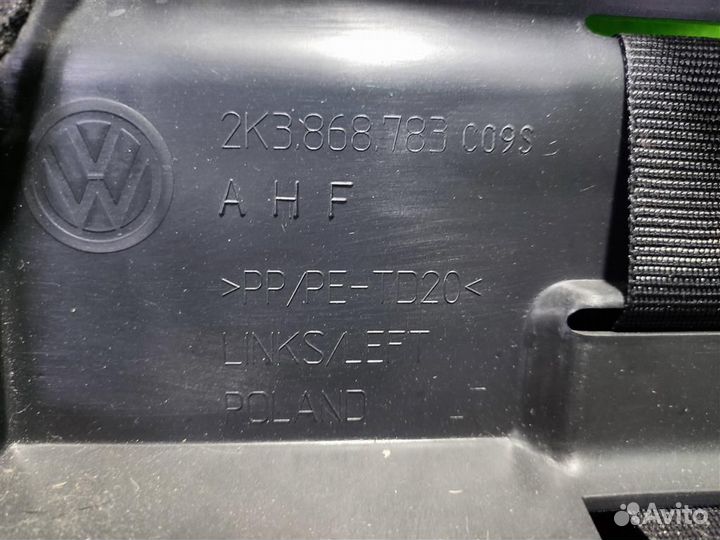 2K3.868.783 C09S
A H F
>PP/PE-TD20<
LINKS/LEFT
POLAND
Avito